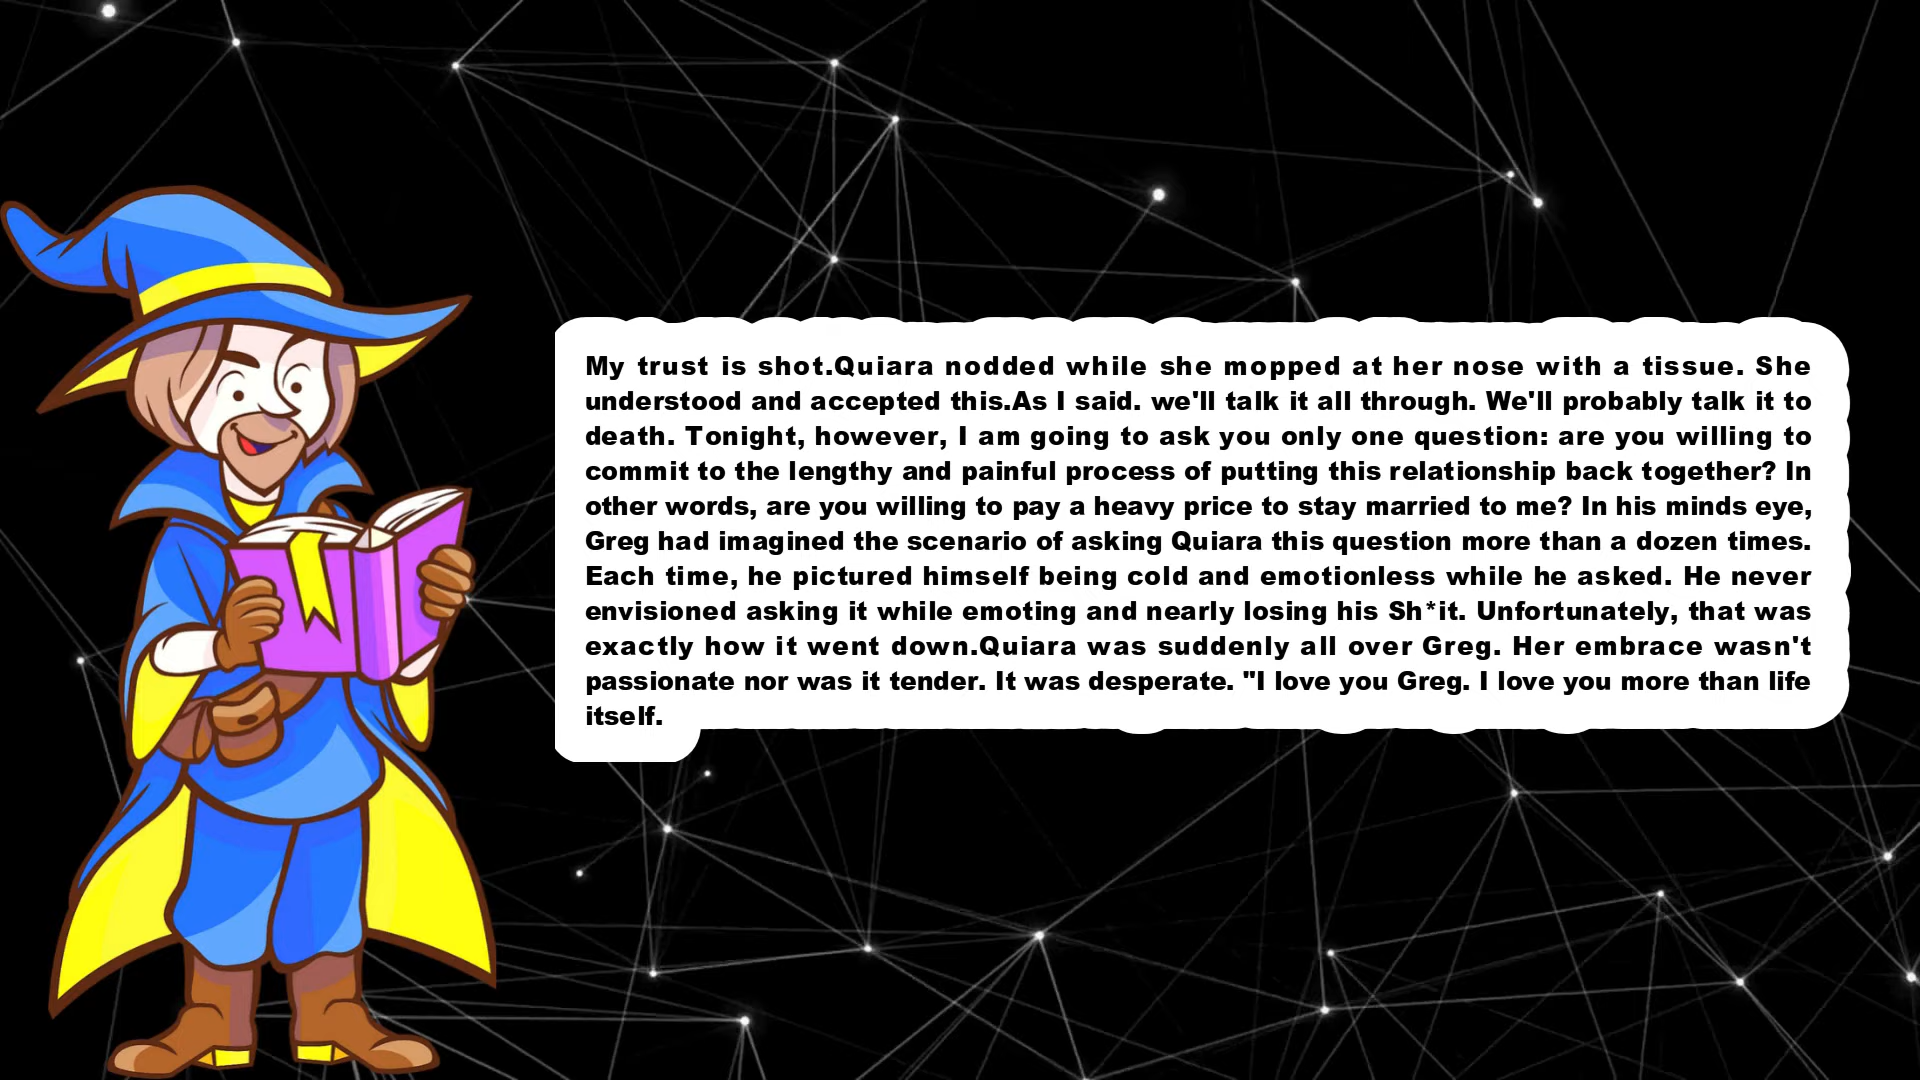 My trust is shot.Quiara nodded while she mopped at her nose with a tissue. She
understood and accepted this.As I said. we'll talk it all through. We'll probably talk it to
death. Tonight, however, I am going to ask you only one question: are you willing to
commit to the lengthy and painful process of putting this relationship back together? In
other words, are you willing to pay a heavy price to stay married to me? In his minds eye,
Greg had imagined the scenario of asking Quiara this question more than a dozen times.
Each time, he pictured himself being cold and emotionless while he asked. He never
envisioned asking it while emoting and nearly losing his Sh*it. Unfortunately, that was
exactly how it went down.Quiara was suddenly all over Greg. Her embrace wasn't
passionate nor was it tender. It was desperate. "I love you Greg. I love you more than life
itself.